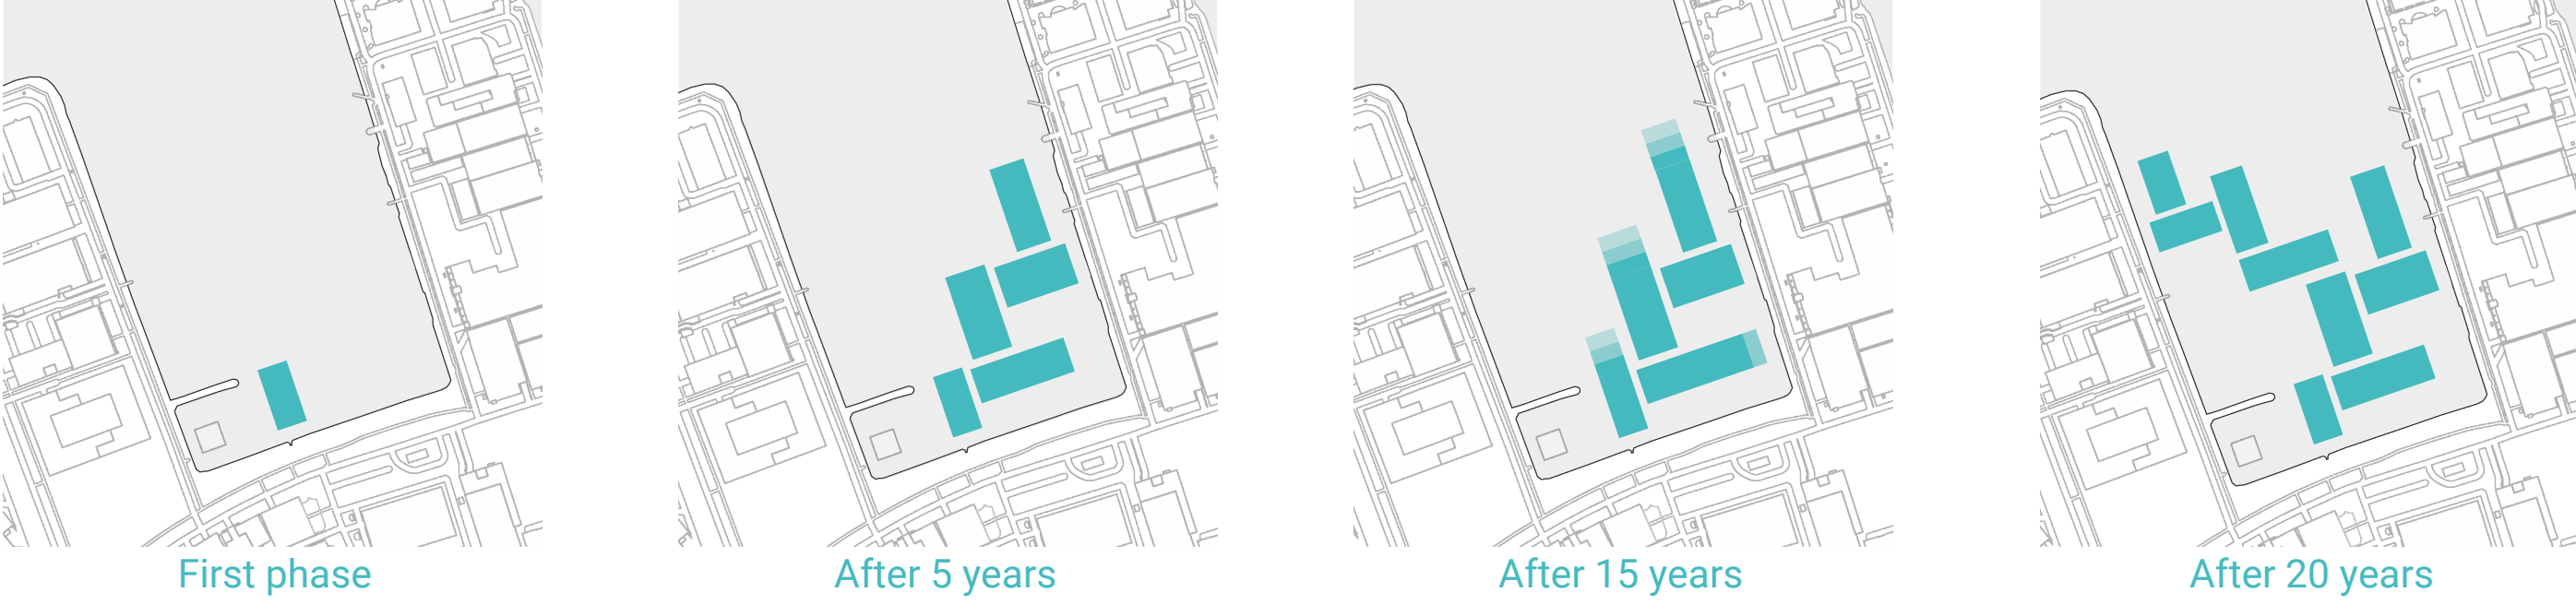 First phase
After 5 years
After 15 years
After 20 years